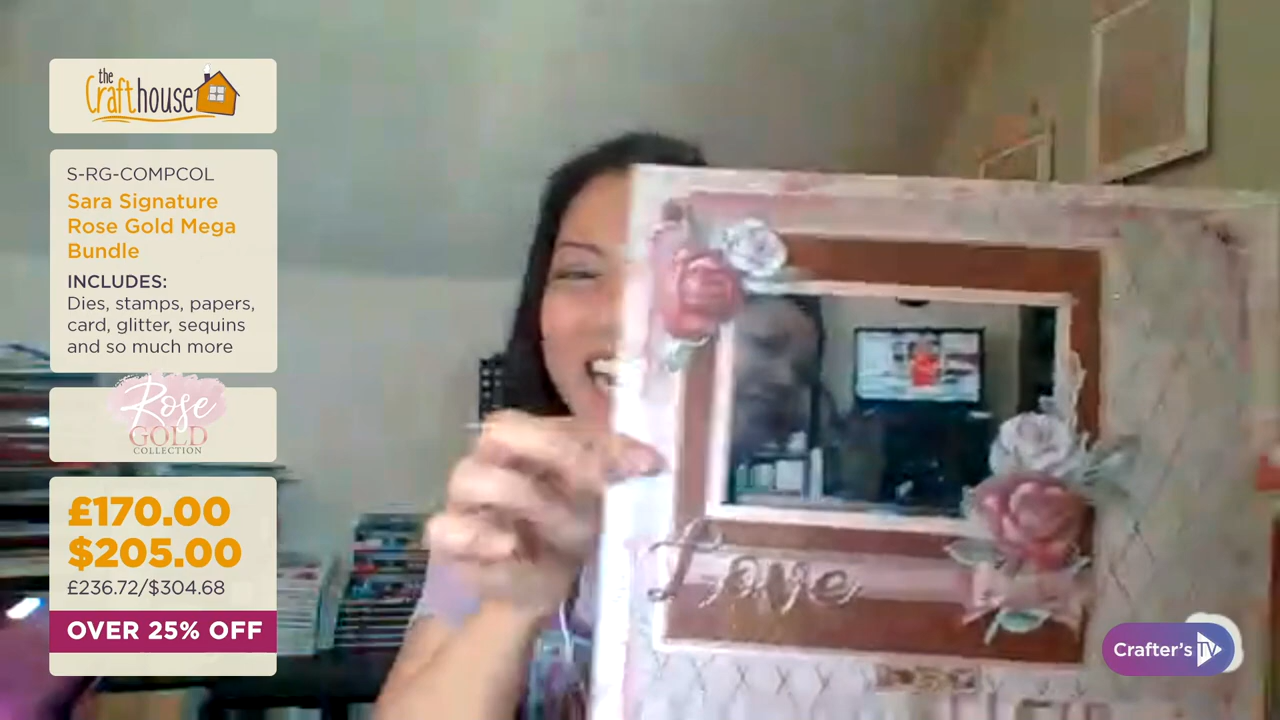 the
Crafthouse
S-RG-COMPCOL
Sara Signature
Rose Gold Mega
Bundle
INCLUDES:
Dies, stamps, papers,
card, glitter, sequins
and so much more
Rose
GOLD
COLLECTION
£170.00
$205.00
£236.72/$304.68
OVER 25% OFF
Love
Crafter's TV